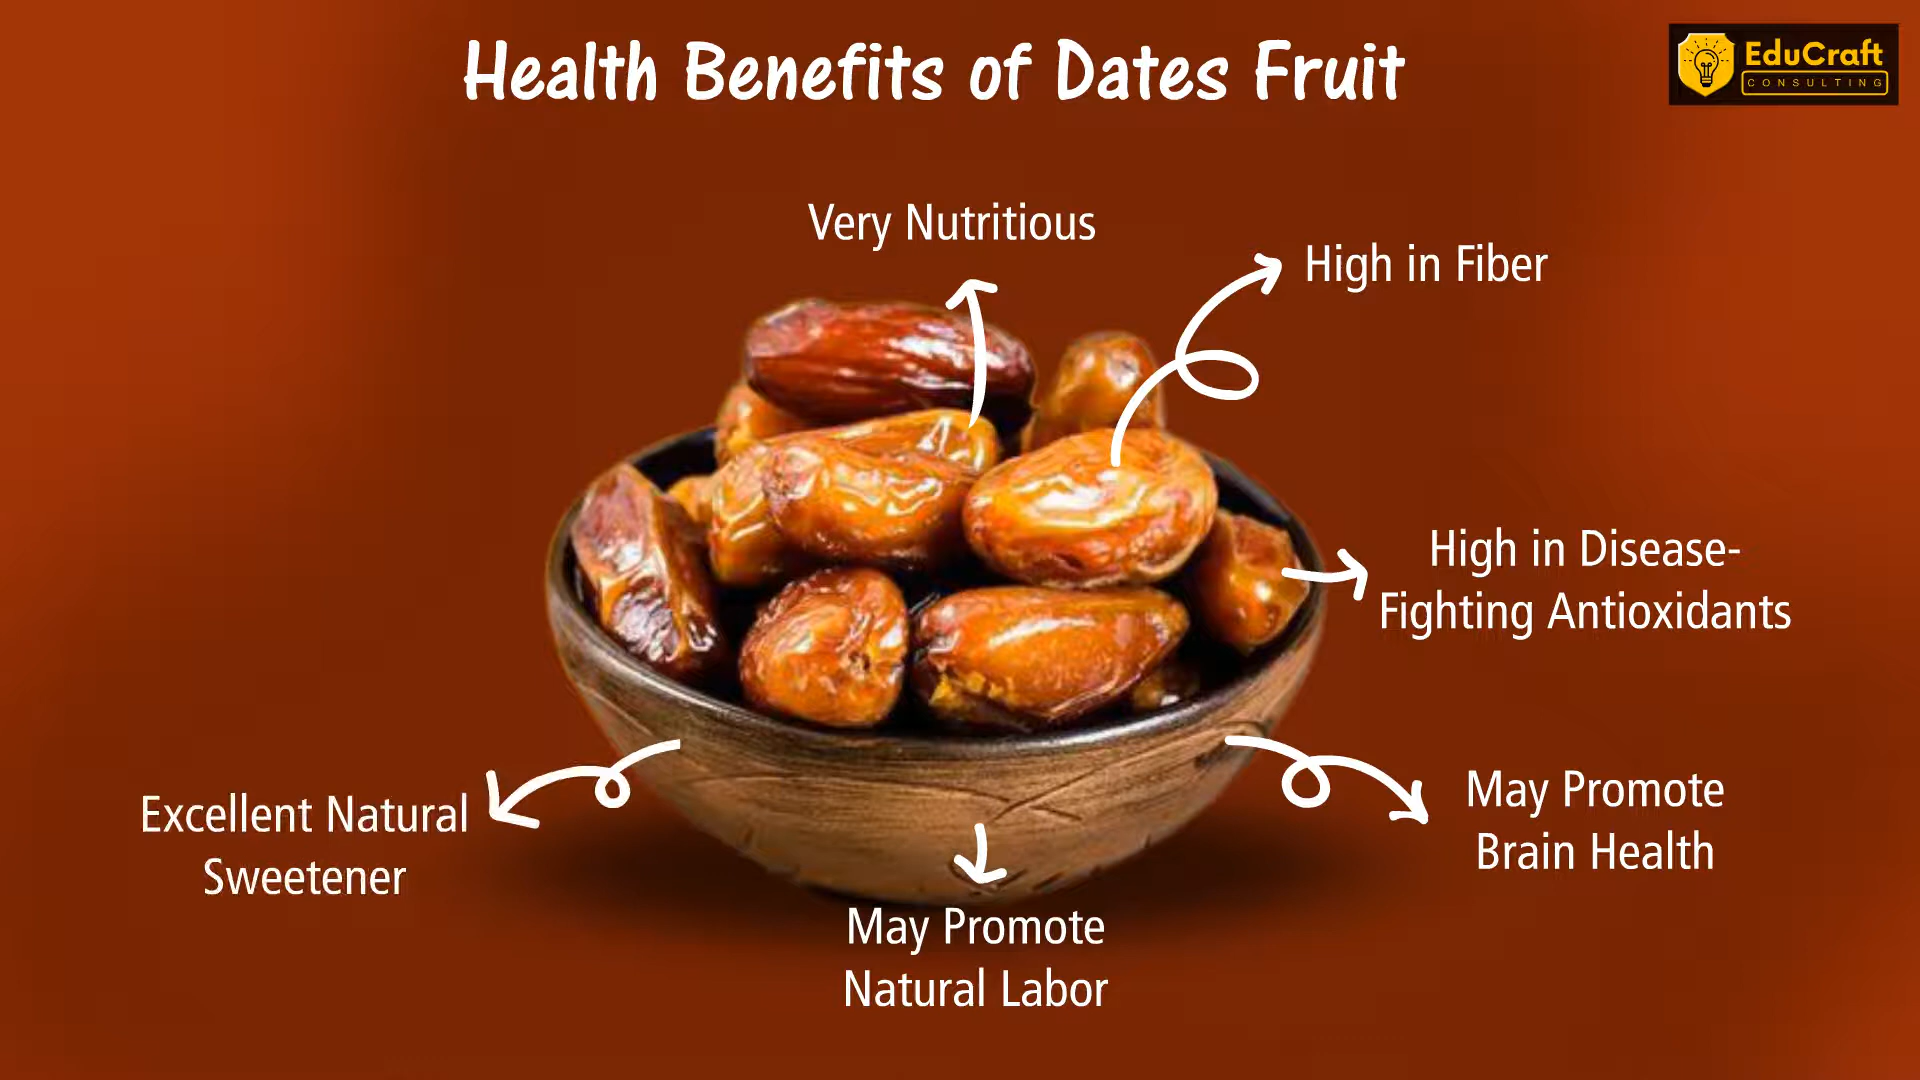 Health Benefits of Dates Fruit
EduCraft
CONSULTING
Very Nutritious
High in Fiber
High in Disease-
Fighting Antioxidants
May Promote
Brain Health
Excellent Natural
Sweetener
May Promote
Natural Labor